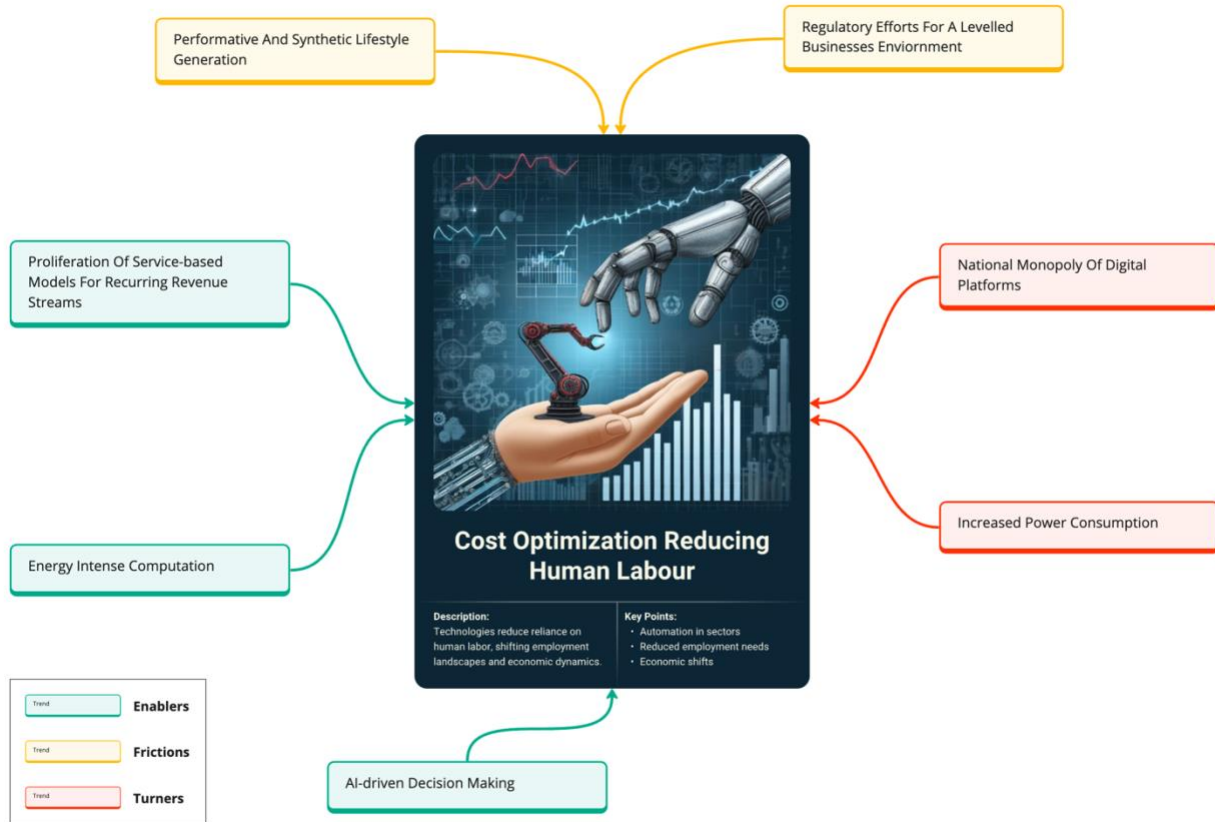 Performative And Synthetic Lifestyle
Generation
Regulatory Efforts For A Levelled
Businesses Enviornment
Proliferation Of Service-based
Models For Recurring Revenue
Streams
National Monopoly Of Digital
Platforms
Energy Intense Computation
Increased Power Consumption
Cost Optimization Reducing
Human Labour
Description:
Technologies reduce reliance on
human labor, shifting employment
landscapes and economic dynamics.
Key Points:
• Automation in sectors
• Reduced employment needs
• Economic shifts
AI-driven Decision Making
Trend
Enablers
Trend
Frictions
Trend
Turners